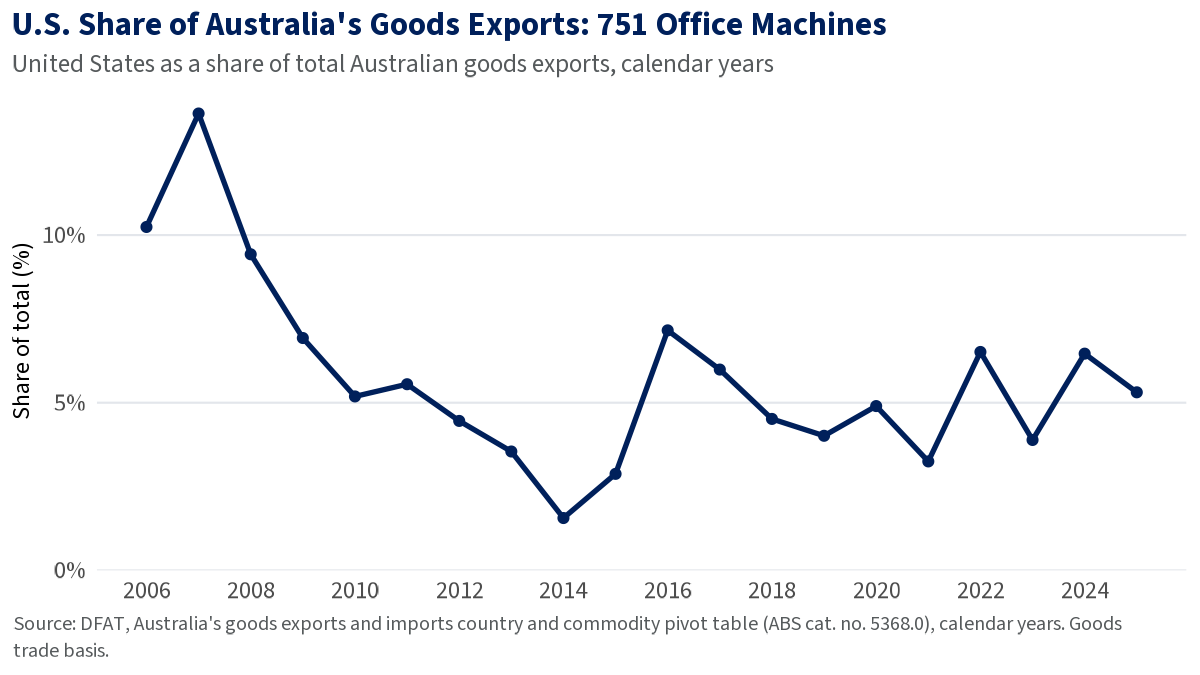 U.S. Share of Australia's Goods Exports: 751 Office Machines
United States as a share of total Australian goods exports, calendar years
Share of total (%)
10%
5%
0%
2006 2008 2010 2012 2014 2016 2018 2020 2022 2024
Source: DFAT, Australia's goods exports and imports country and commodity pivot table (ABS cat. no. 5368.0), calendar years. Goods
trade basis.